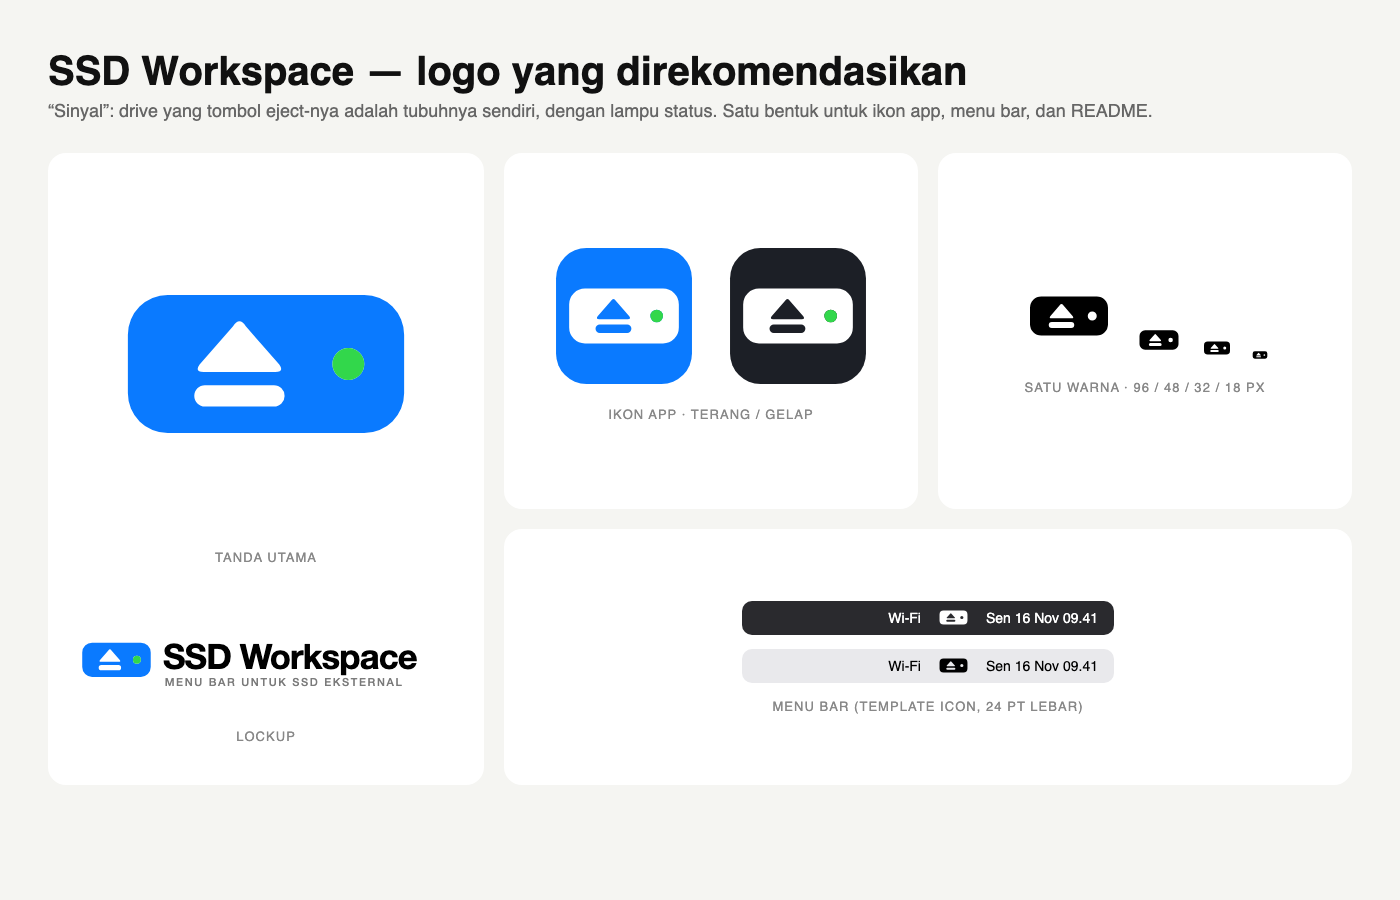 SSD Workspace — logo yang direkomendasikan
“Sinyal”: drive yang tombol eject-nya adalah tubuhnya sendiri, dengan lampu status. Satu bentuk untuk ikon app, menu bar, dan README.
TANDA UTAMA
SSD Workspace
MENU BAR UNTUK SSD EKSTERNAL
LOCKUP
IKON APP · TERANG / GELAP
SATU WARNA · 96 / 48 / 32 / 18 PX
Wi-Fi Sen 16 Nov 09.41
Wi-Fi Sen 16 Nov 09.41
MENU BAR (TEMPLATE ICON, 24 PT LEBAR)